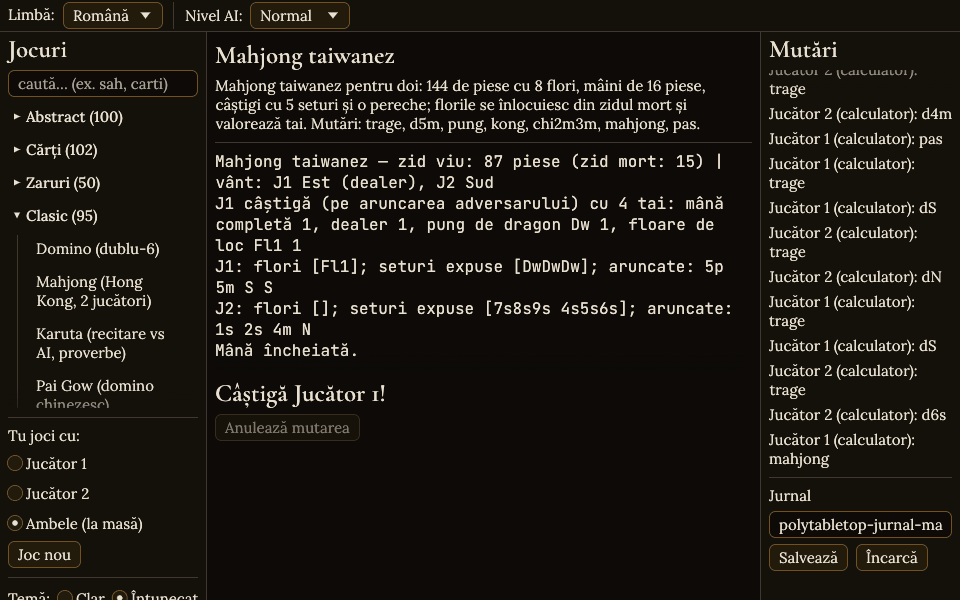 Limbă: Română ▼ Nivel AI: Normal ▼
Jocuri
caută... (ex. sah, carti)
▸ Abstract (100)
▸ Cărți (102)
▸ Zaruri (50)
▾ Clasic (95)
Domino (dublu-6)
Mahjong (Hong
Kong, 2 jucători)
Karuta (recitare vs
AI, proverbe)
Pai Gow (domino
chinezesc)
Tu joci cu:
Jucător 1
Jucător 2
Ambele (la masă)
Joc nou
Temă: Clar Întunecat
Mahjong taiwanez
Mahjong taiwanez pentru doi: 144 de piese cu 8 flori, mâini de 16 piese,
câștigi cu 5 seturi și o pereche; florile se înlocuiesc din zidul mort și
valorează tai. Mutări: trage, d5m, pung, kong, chi2m3m, mahjong, pas.
Mahjong taiwanez — zid viu: 87 piese (zid mort: 15) |
vânt: J1 Est (dealer), J2 Sud
J1 câștigă (pe aruncarea adversarului) cu 4 tai: mână
completă 1, dealer 1, pung de dragon Dw 1, floare de
loc Fl1 1
J1: flori [Fl1]; seturi expuse [DwDwDw]; aruncate: 5p
5m S S
J2: flori []; seturi expuse [7s8s9s 4s5s6s]; aruncate:
1s 2s 4m N
Mână încheiată.
Câștigă Jucător 1!
Anulează mutarea
Mutări
Jucător 2 (calculator):
trage
Jucător 2 (calculator): d4m
Jucător 1 (calculator): pas
Jucător 1 (calculator):
trage
Jucător 1 (calculator): dS
Jucător 2 (calculator):
trage
Jucător 2 (calculator): dN
Jucător 1 (calculator):
trage
Jucător 1 (calculator): dS
Jucător 2 (calculator):
trage
Jucător 2 (calculator): d6s
Jucător 1 (calculator):
mahjong
Jurnal
polytabletop-jurnal-ma
Salvează Încarcă